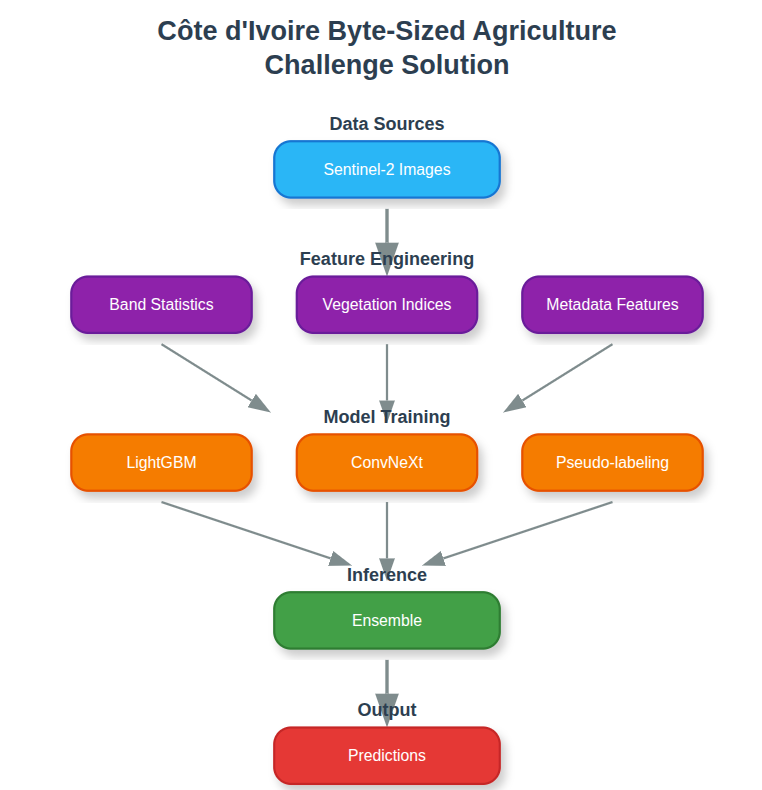 Côte d'Ivoire Byte-Sized Agriculture
Challenge Solution
Data Sources
Sentinel-2 Images
Feature Engineering
Band Statistics
Vegetation Indices
Metadata Features
Model Training
LightGBM
ConvNeXt
Pseudo-labeling
Inference
Ensemble
Output
Predictions